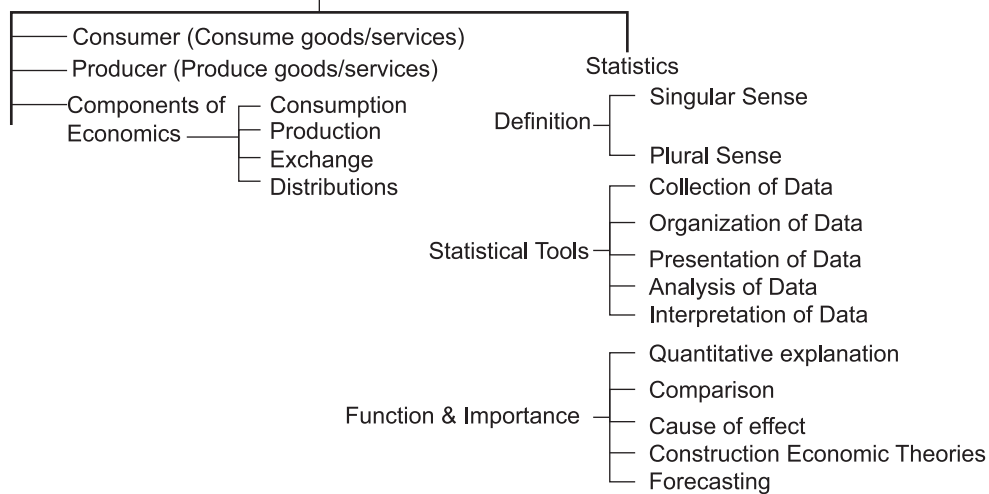 Consumer (Consume goods/services)
Producer (Produce goods/services)
Components of
Economics
Consumption
Production
Exchange
Distributions
Statistics
Definition
Singular Sense
Plural Sense
Statistical Tools
Collection of Data
Organization of Data
Presentation of Data
Analysis of Data
Interpretation of Data
Function & Importance
Quantitative explanation
Comparison
Cause of effect
Construction Economic Theories
Forecasting